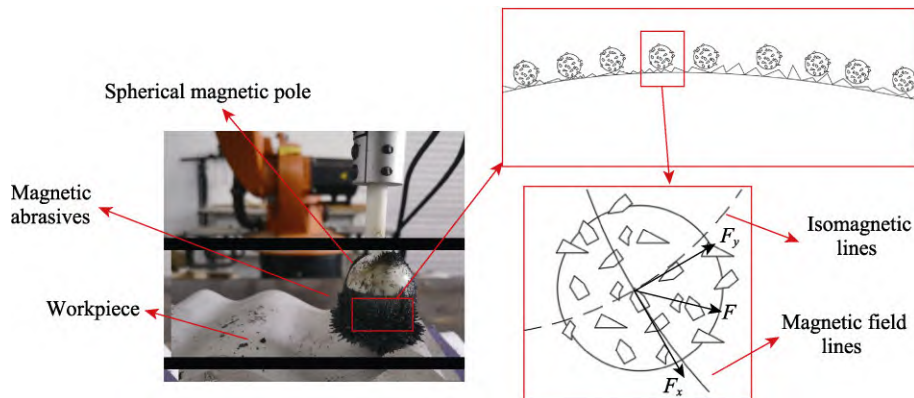 Spherical magnetic pole
Magnetic
abrasives
Workpiece
Isomagnetic
lines
Magnetic field
lines
F_y
F
F_x